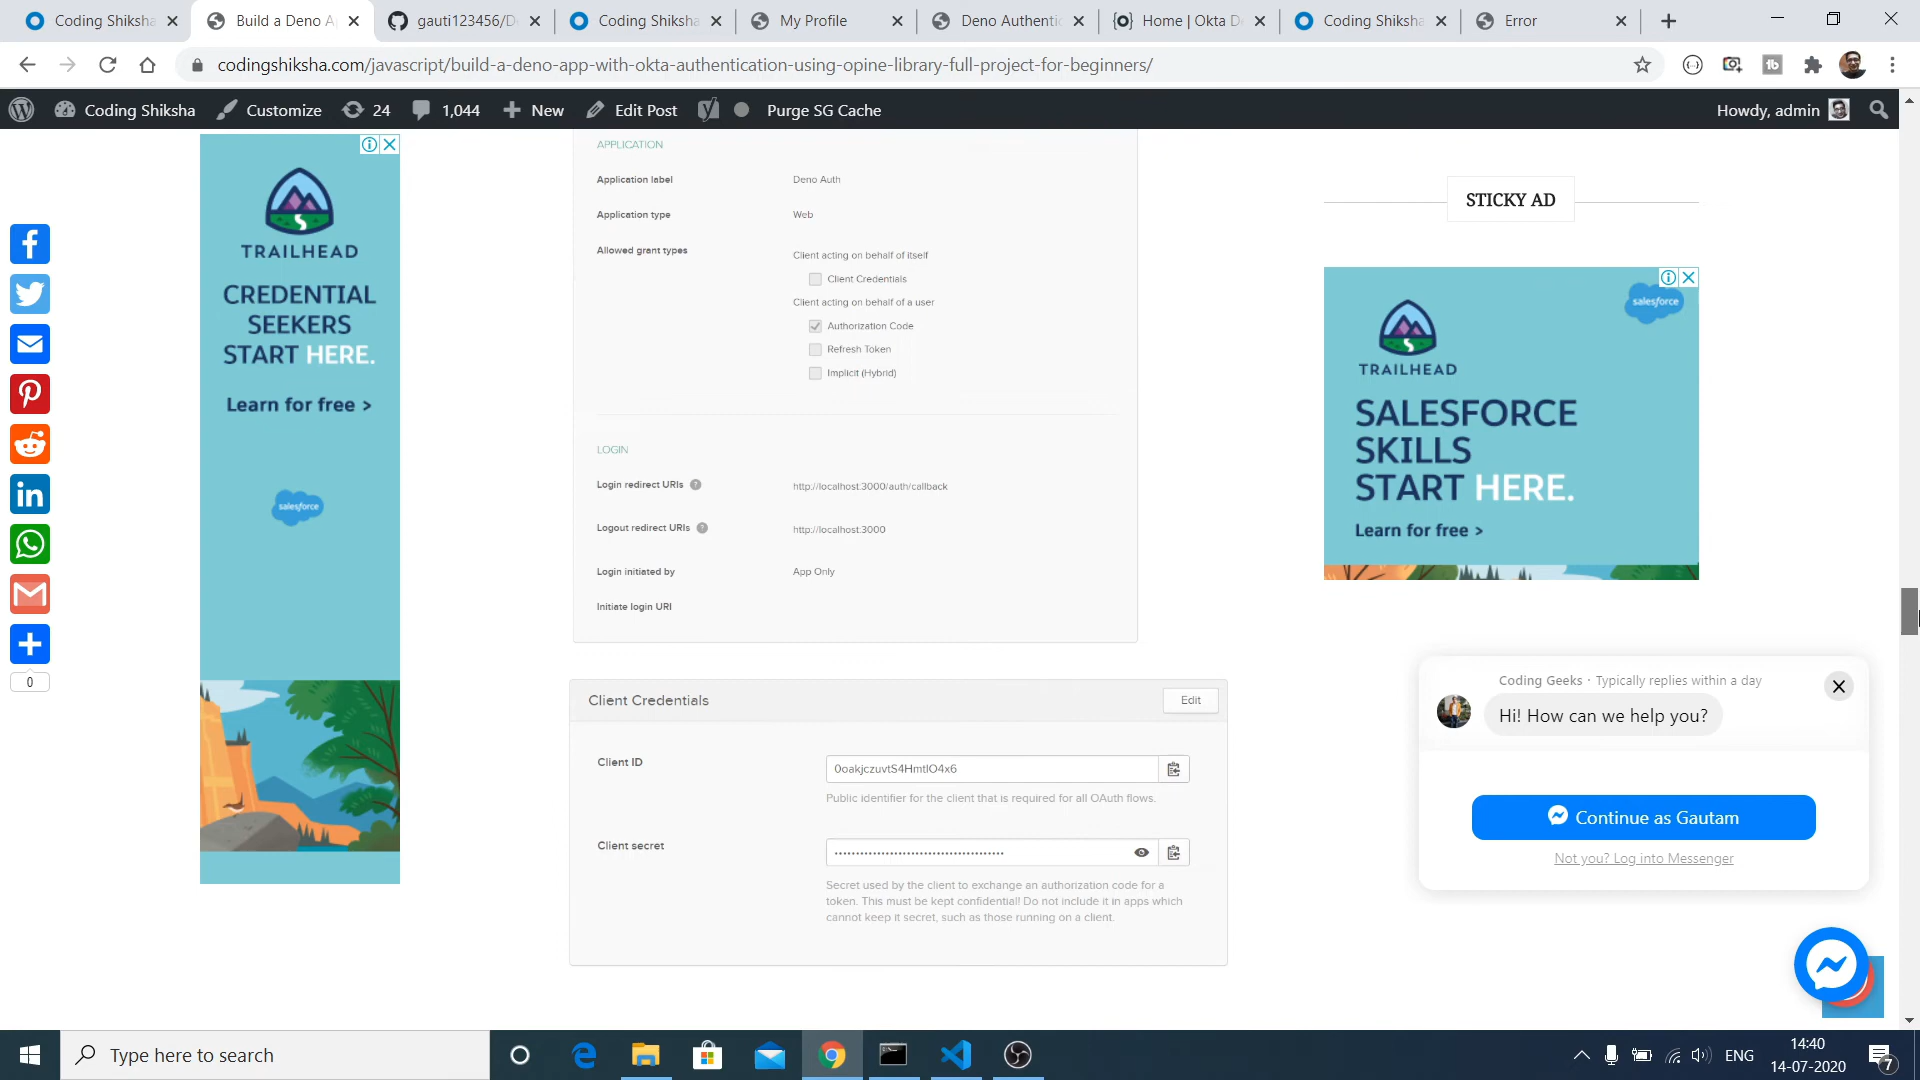 Coding Shiksha
Build a Deno A
gauti123456/D
Coding Shiksha
My Profile
Deno Authentic
Home | Okta D
Coding Shiksha
Error
codingshiksha.com/javascript/build-a-deno-app-with-okta-authentication-using-opine-library-full-project-for-beginners/
Coding Shiksha
Customize
24
1,044
New
Edit Post
Purge SG Cache
Howdy, admin
TRAILHEAD
CREDENTIAL
SEEKERS
START HERE.
Learn for free >
salesforce
0
APPLICATION
Application label
Deno Auth
Application type
Web
Allowed grant types
Client acting on behalf of itself
Client Credentials
Client acting on behalf of a user
Authorization Code
Refresh Token
Implicit (Hybrid)
LOGIN
Login redirect URIs
http://localhost:3000/auth/callback
Logout redirect URIs
http://localhost:3000
Login initiated by
App Only
Initiate login URI
Client Credentials
Edit
Client ID
0oakjczuvtS4HmtIO4x6
Public identifier for the client that is required for all OAuth flows.
Client secret
Secret used by the client to exchange an authorization code for a
token. This must be kept confidential! Do not include it in apps which
cannot keep it secret, such as those running on a client.
STICKY AD
salesforce
TRAILHEAD
SALESFORCE
SKILLS
START HERE.
Learn for free >
Coding Geeks · Typically replies within a day
Hi! How can we help you?
Continue as Gautam
Not you? Log into Messenger
Type here to search
ENG
14:40
14-07-2020
7